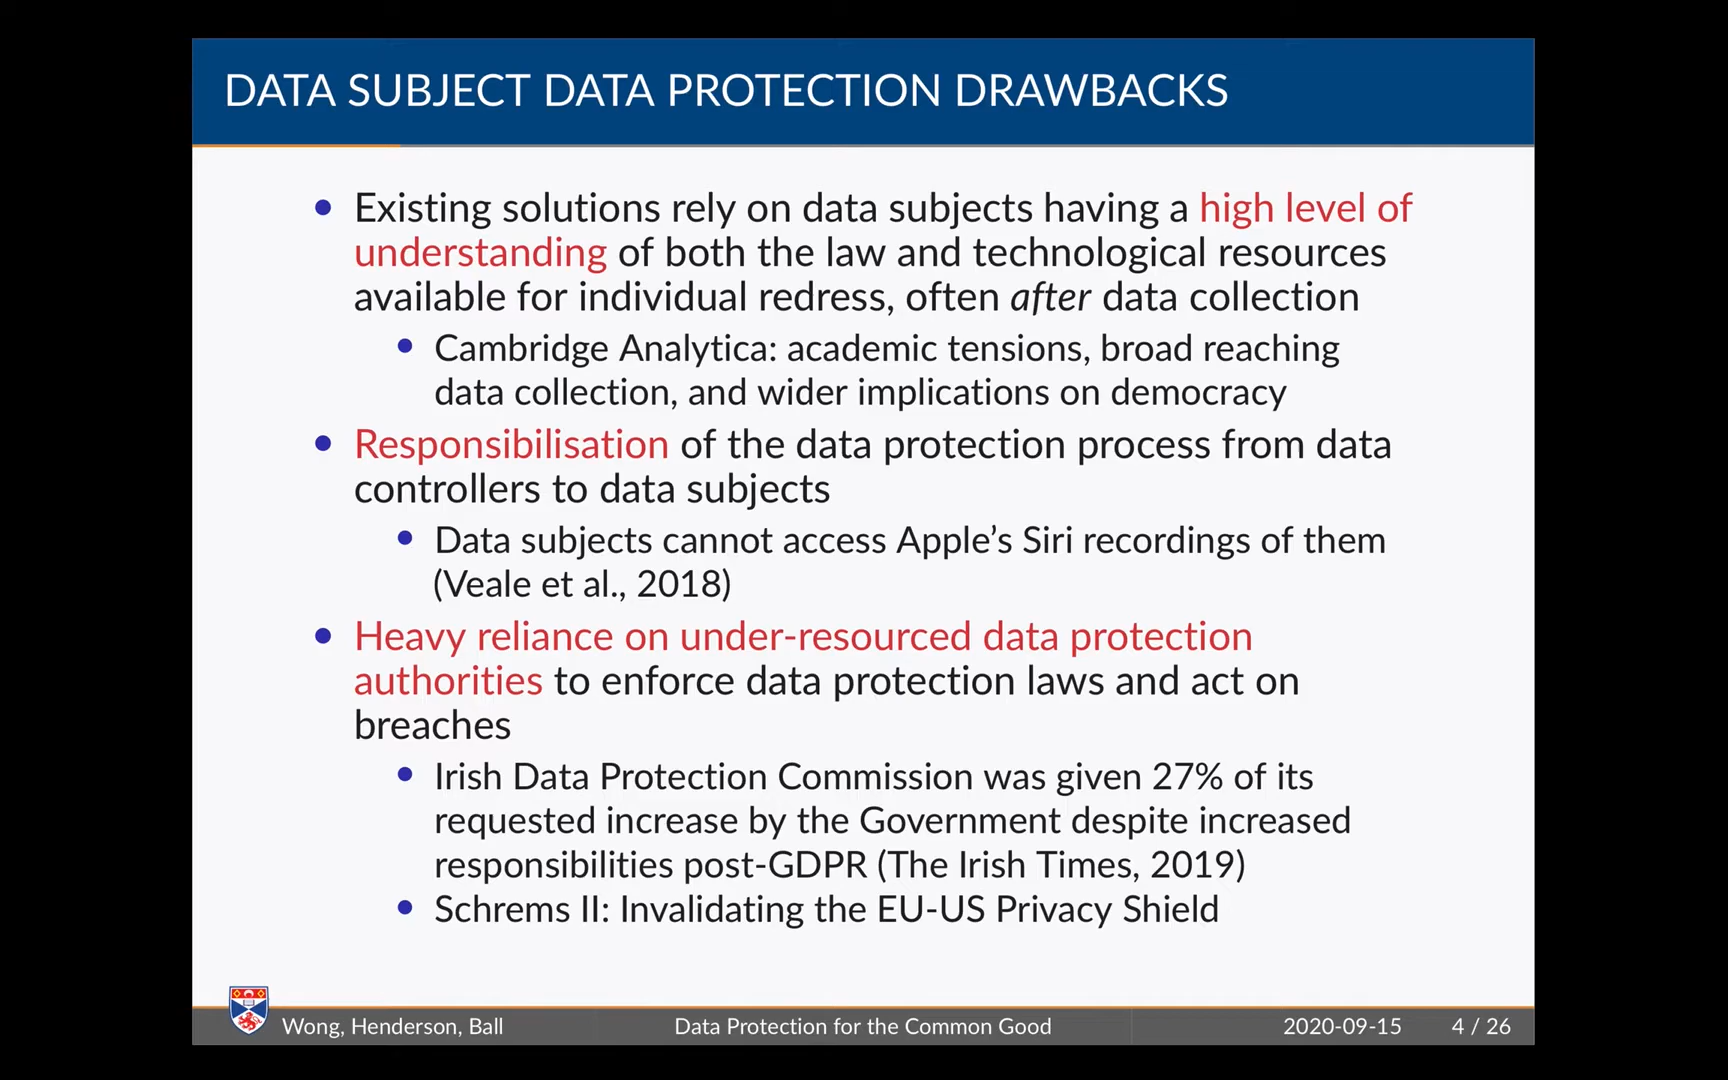 DATA SUBJECT DATA PROTECTION DRAWBACKS
Existing solutions rely on data subjects having a high level of
understanding of both the law and technological resources
available for individual redress, often after data collection
Cambridge Analytica: academic tensions, broad reaching
data collection, and wider implications on democracy
Responsibilisation of the data protection process from data
controllers to data subjects
Data subjects cannot access Apple’s Siri recordings of them
(Veale et al., 2018)
Heavy reliance on under-resourced data protection
authorities to enforce data protection laws and act on
breaches
Irish Data Protection Commission was given 27% of its
requested increase by the Government despite increased
responsibilities post-GDPR (The Irish Times, 2019)
Schrems II: Invalidating the EU-US Privacy Shield
Wong, Henderson, Ball
Data Protection for the Common Good
2020-09-15
4 / 26